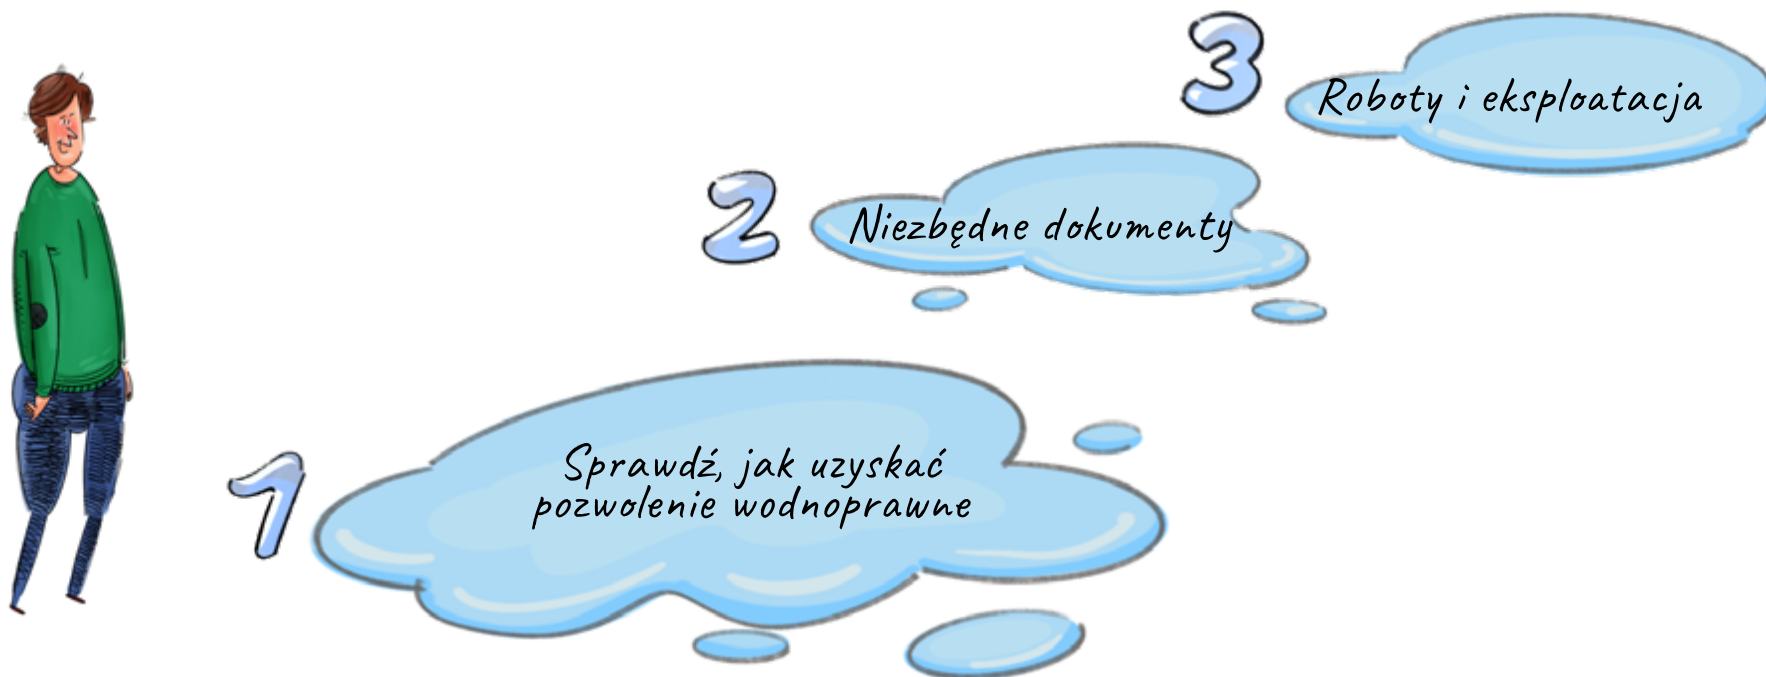 1
Sprawdź, jak uzyskać
pozwolenie wodnoprawne
2
Niezbędne dokumenty
3
Roboty i eksploatacja